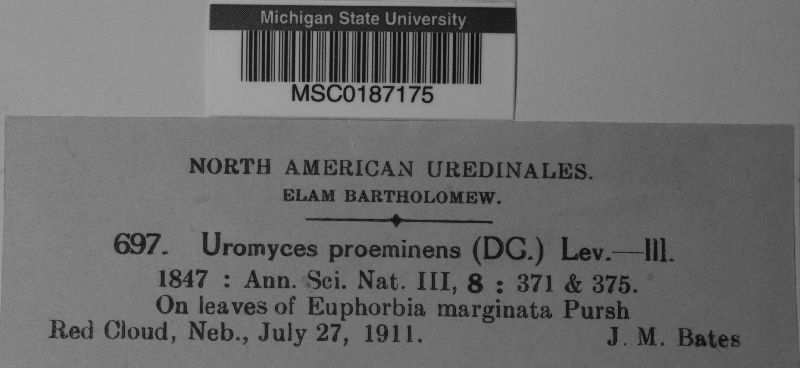 Michigan State University
MSC0187175
NORTH AMERICAN UREDINALES.
ELAM BARTHOLOMEW.
697. Uromyces proeminens (DC.) Lev.—III.
1847 : Ann. Sci. Nat. III, 8 : 371 & 375.
On leaves of Euphorbia marginata Pursh
Red Cloud, Neb., July 27, 1911. J. M. Bates